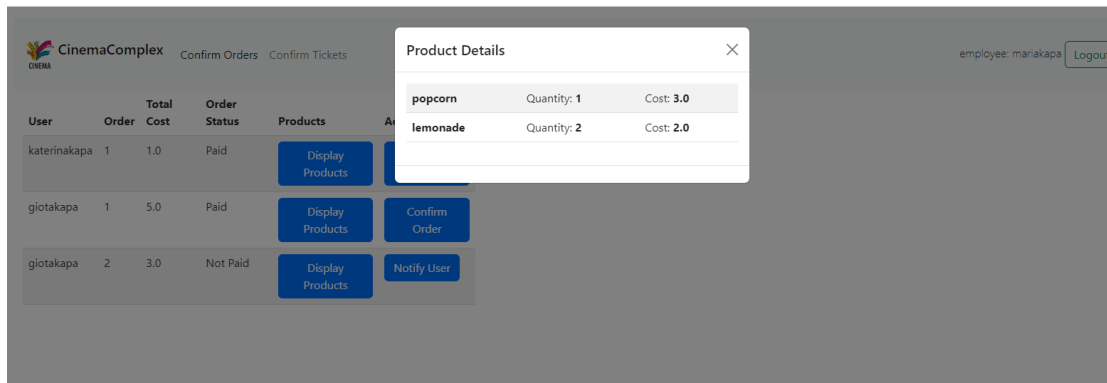 CinemaComplex Confirm Orders Confirm Tickets
CINEMA
employee: mariakapa Logout
Product Details
popcorn Quantity: 1 Cost: 3.0
lemonade Quantity: 2 Cost: 2.0
User Order Total Cost Order Status Products
katerinakapa 1 1.0 Paid Display Products
giotakapa 1 5.0 Paid Display Products Confirm Order
giotakapa 2 3.0 Not Paid Display Products Notify User